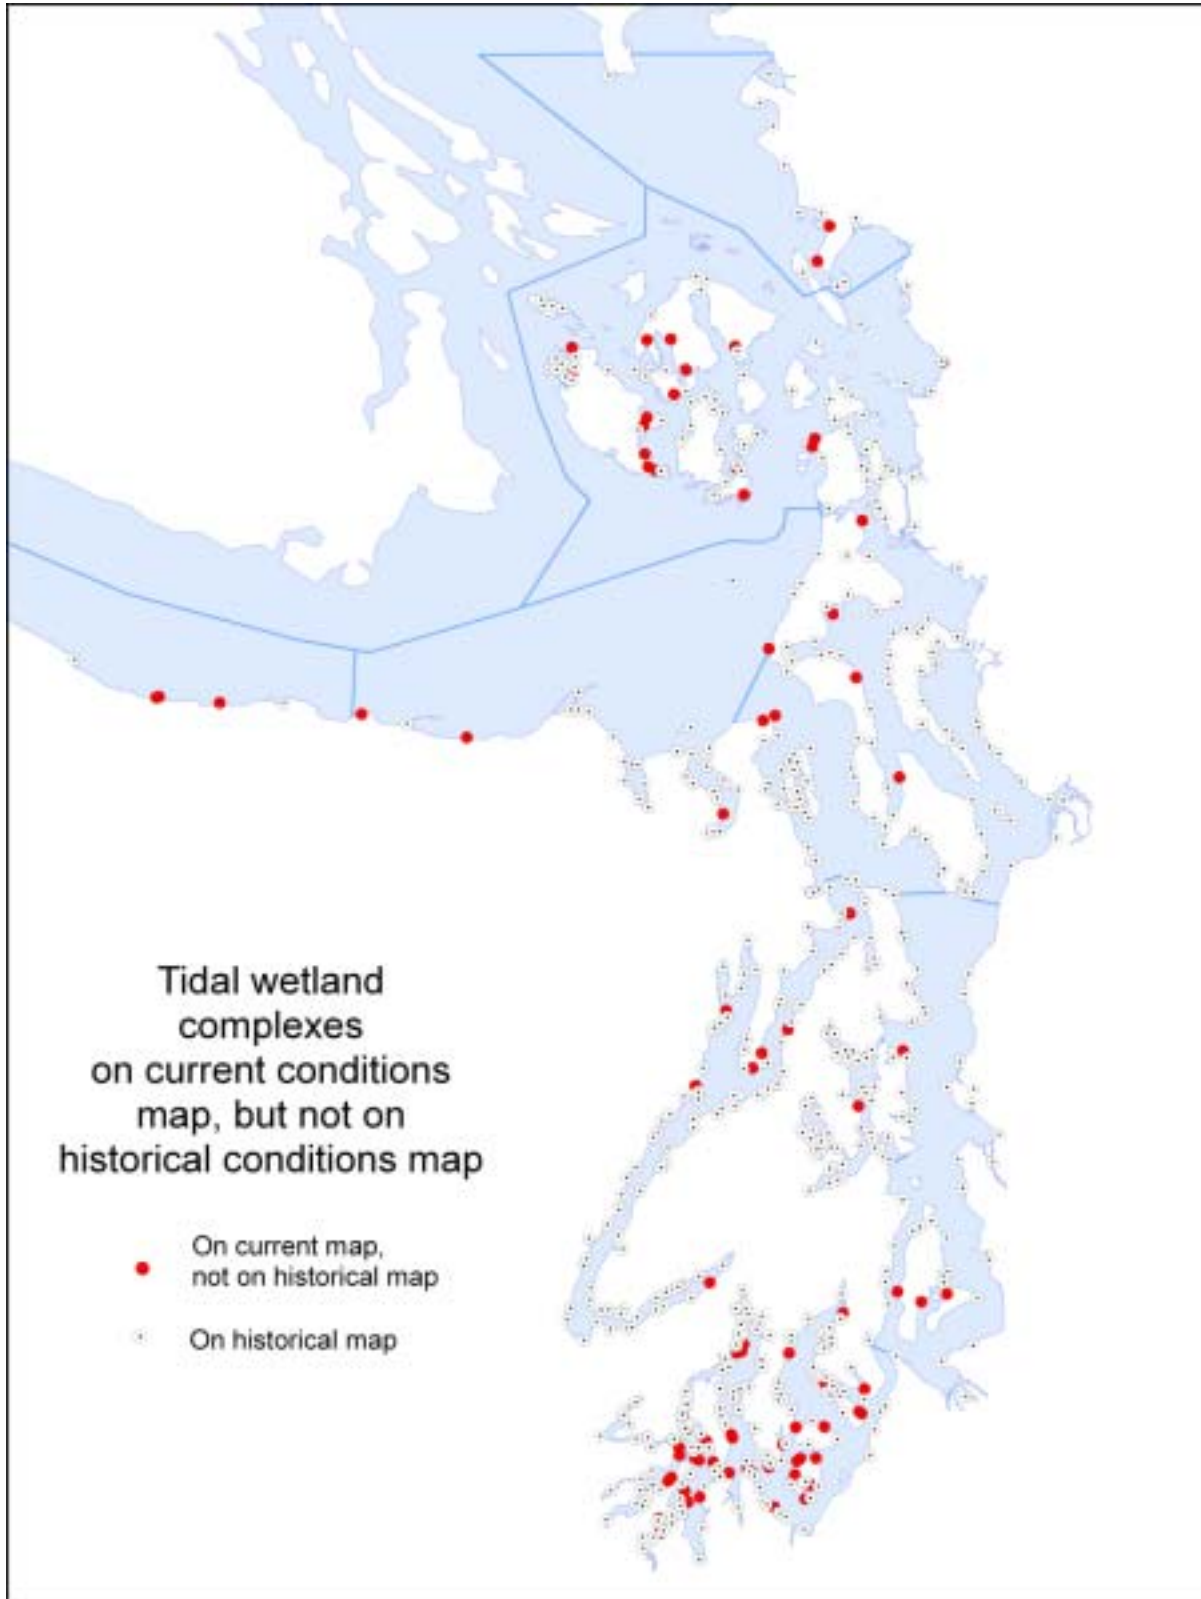 Tidal wetland
complexes
on current conditions
map, but not on
historical conditions map
On current map,
not on historical map
On historical map